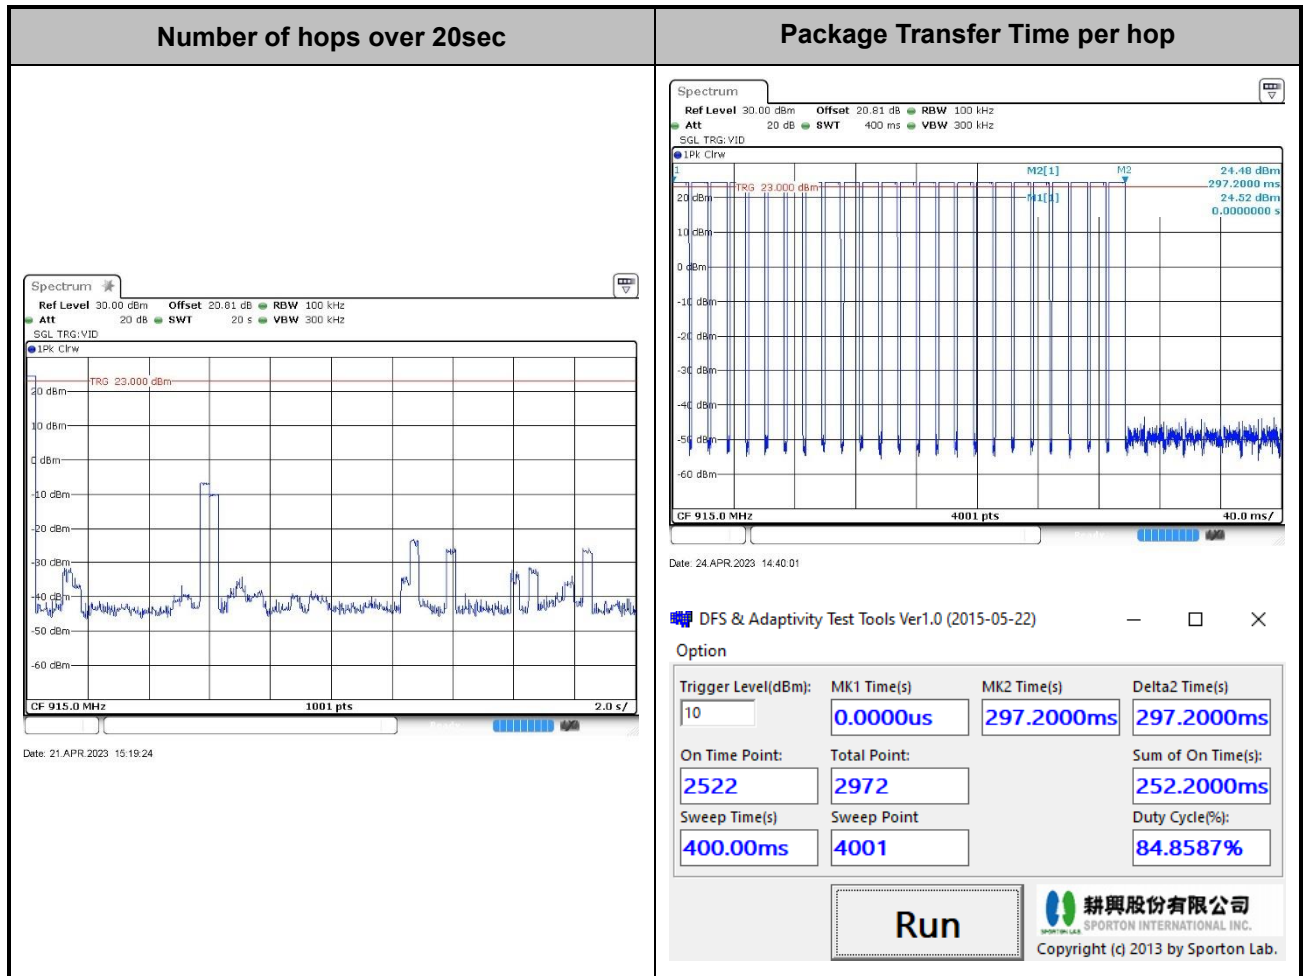 Number of hops over 20sec
Package Transfer Time per hop
Spectrum
Ref Level 30.00 dBm Offset 20.81 dB RBW 100 kHz
Att 20 dB SWT 20 s VBW 300 kHz
SGL TRG:VID
1Pk Clrw
TRG 23.000 dBm
20 dBm
10 dBm
0 dBm
-10 dBm
-20 dBm
-30 dBm
-40 dBm
-50 dBm
-60 dBm
CF 915.0 MHz 1001 pts 2.0 s/
Date: 21.APR.2023 15:19:24
Spectrum
Ref Level 30.00 dBm Offset 20.81 dB RBW 100 kHz
Att 20 dB SWT 400 ms VBW 300 kHz
SGL TRG:VID
1Pk Clrw
1 M2[1] M2 24.48 dBm
297.2000 ms
TRG 23.000 dBm
M1[1] 24.52 dBm
0.0000000 s
20 dBm
10 dBm
0 dBm
-10 dBm
-20 dBm
-30 dBm
-40 dBm
-50 dBm
-60 dBm
CF 915.0 MHz 4001 pts 40.0 ms/
Date: 24.APR.2023 14:40:01
DFS & Adaptivity Test Tools Ver1.0 (2015-05-22)
Option
Trigger Level(dBm): MK1 Time(s) MK2 Time(s) Delta2 Time(s)
10 0.0000us 297.2000ms 297.2000ms
On Time Point: Total Point: Sum of On Time(s):
2522 2972 252.2000ms
Sweep Time(s) Sweep Point Duty Cycle(%):
400.00ms 4001 84.8587%
Run
耕興股份有限公司
SPORTON LAB. SPORTON INTERNATIONAL INC.
Copyright (c) 2013 by Sporton Lab.